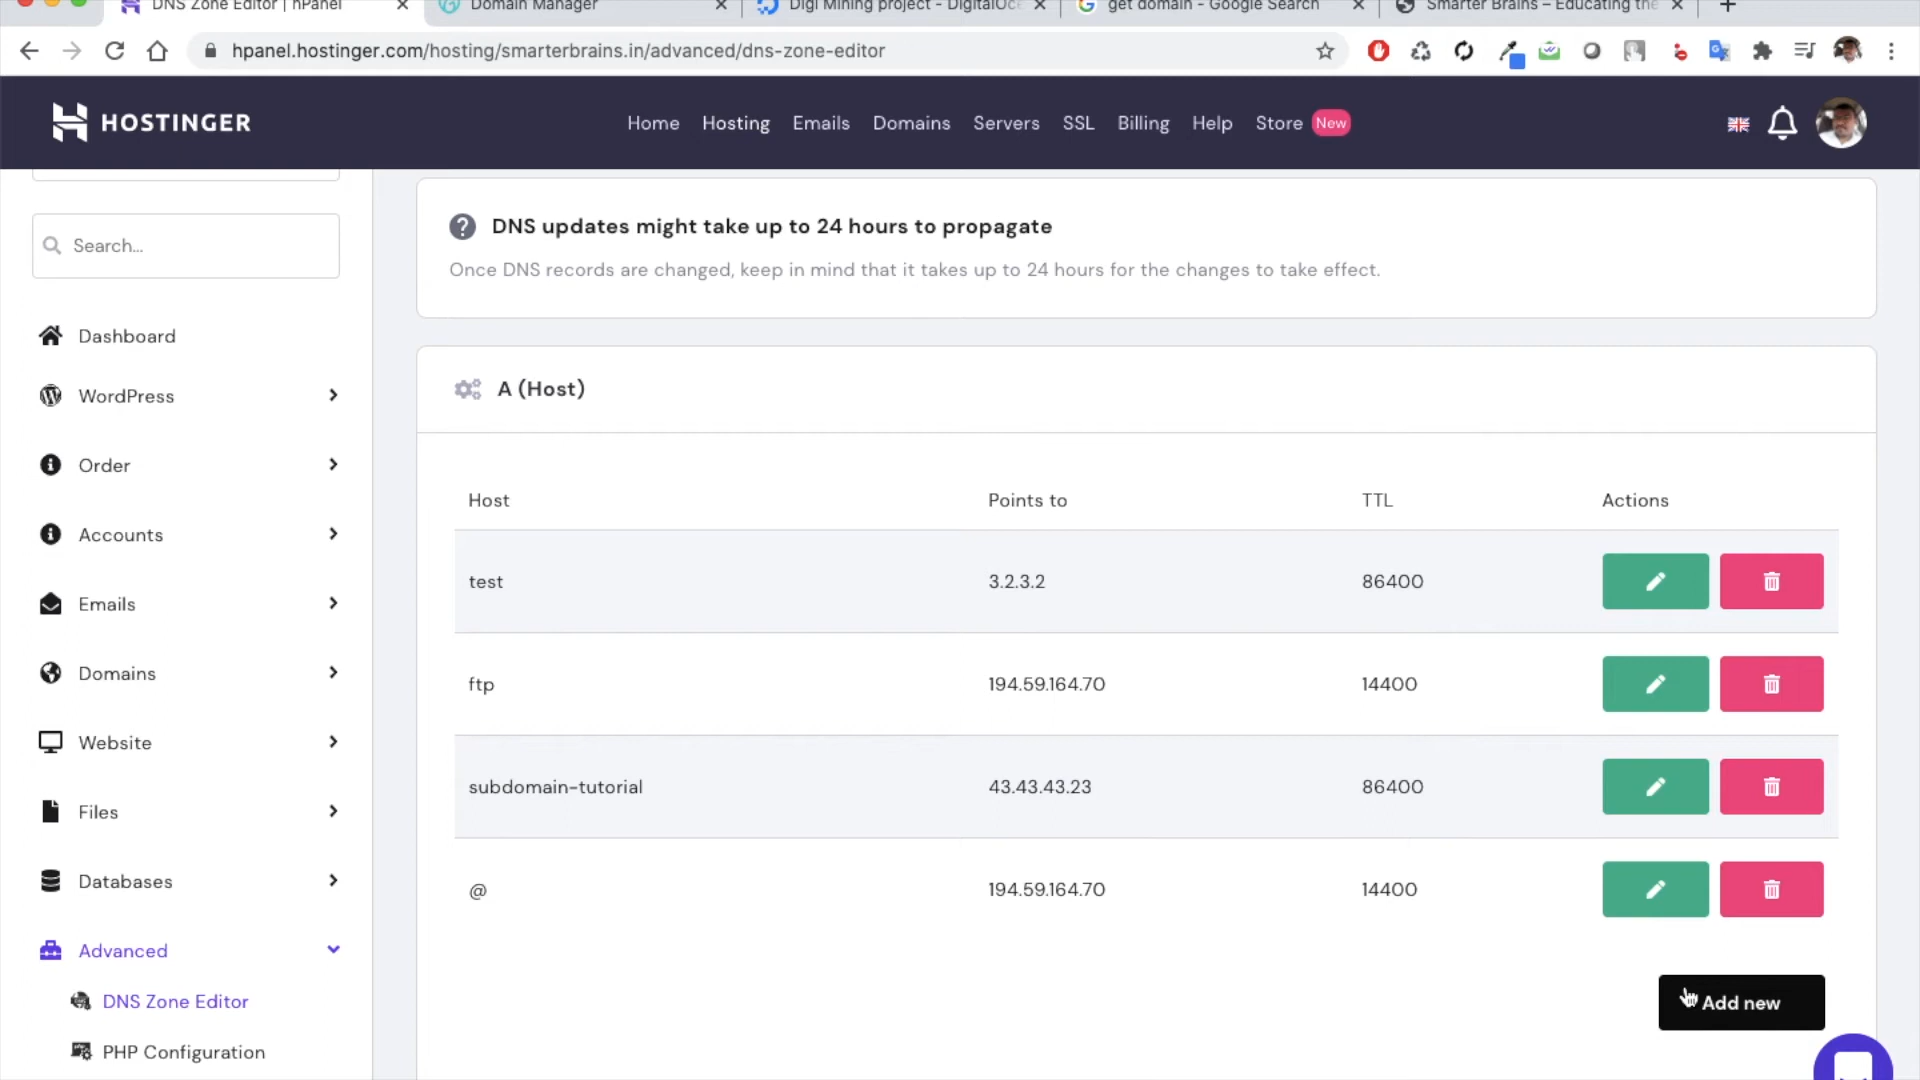 DNS Zone Editor | hPanel
Domain Manager
Digi Mining project - DigitalOce
get domain - Google Search
Smarter Brains – Educating the
hpanel.hostinger.com/hosting/smarterbrains.in/advanced/dns-zone-editor
HOSTINGER
Home Hosting Emails Domains Servers SSL Billing Help Store New
Search...
DNS updates might take up to 24 hours to propagate
Once DNS records are changed, keep in mind that it takes up to 24 hours for the changes to take effect.
Dashboard
WordPress
Order
Accounts
Emails
Domains
Website
Files
Databases
Advanced
DNS Zone Editor
PHP Configuration
A (Host)
Host Points to TTL Actions
test 3.2.3.2 86400
ftp 194.59.164.70 14400
subdomain-tutorial 43.43.43.23 86400
@ 194.59.164.70 14400
Add new